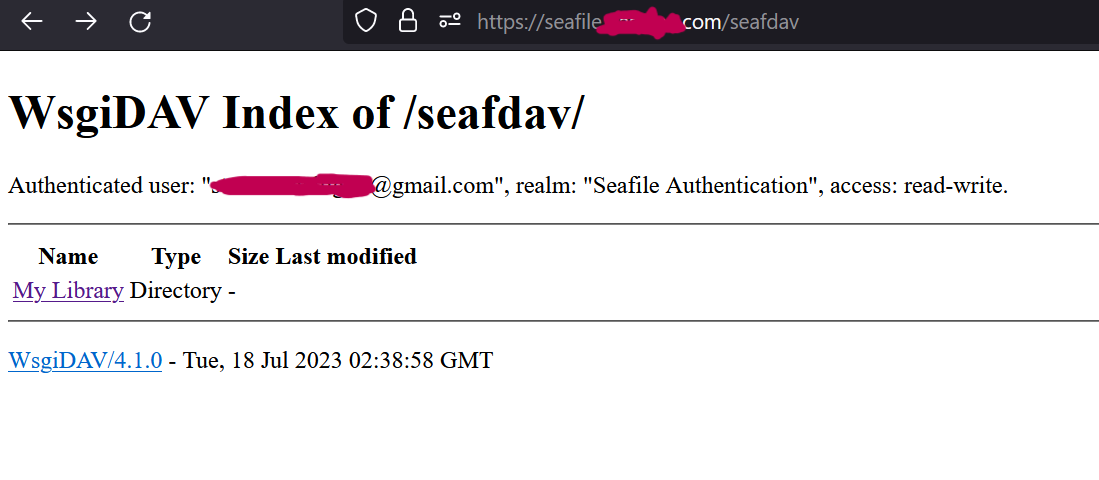 https://seafile com/seafdav
WsgiDAV Index of /seafdav/
Authenticated user: " @gmail.com", realm: "Seafile Authentication", access: read-write.
Name Type Size Last modified
My Library Directory -
WsgiDAV/4.1.0 - Tue, 18 Jul 2023 02:38:58 GMT